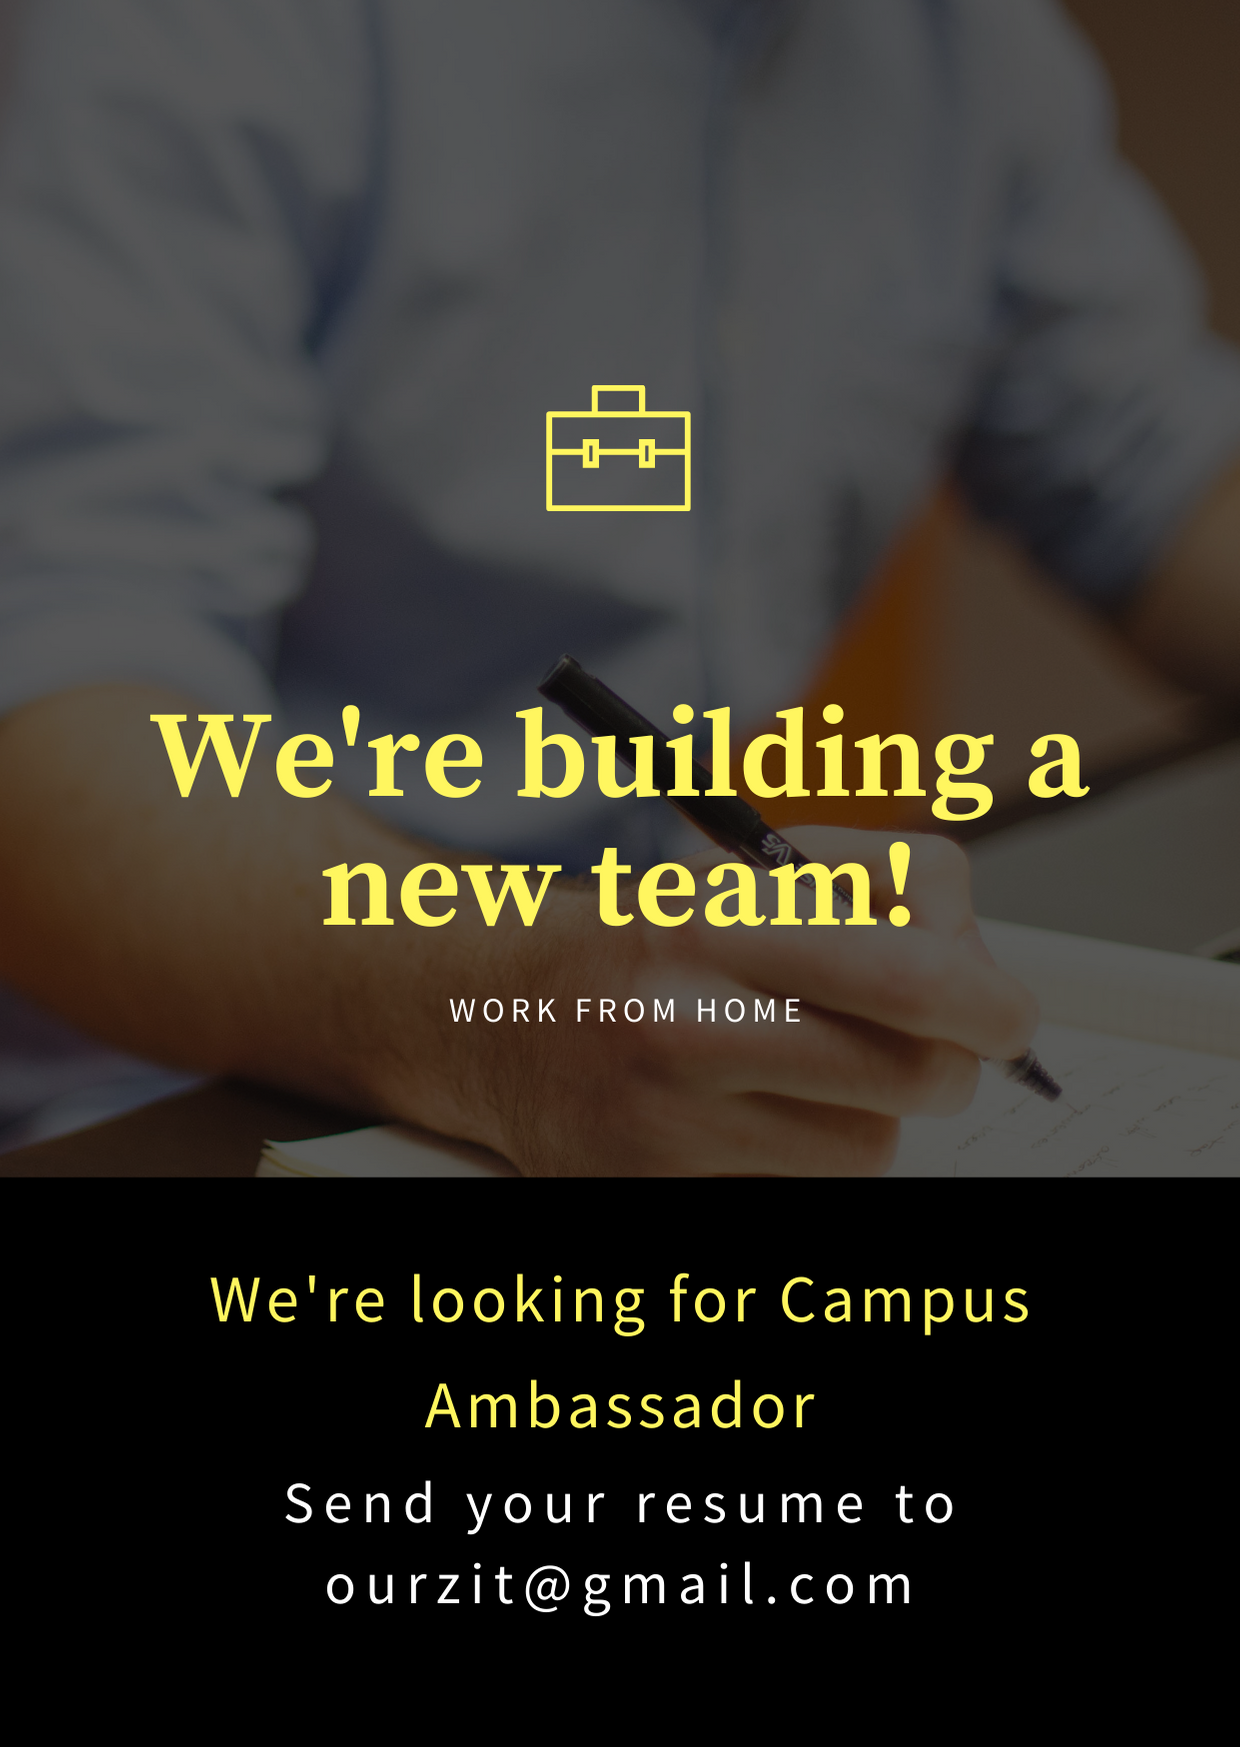 We're building a
new team!
WORK FROM HOME
We're looking for Campus
Ambassador
Send your resume to
ourzit@gmail.com